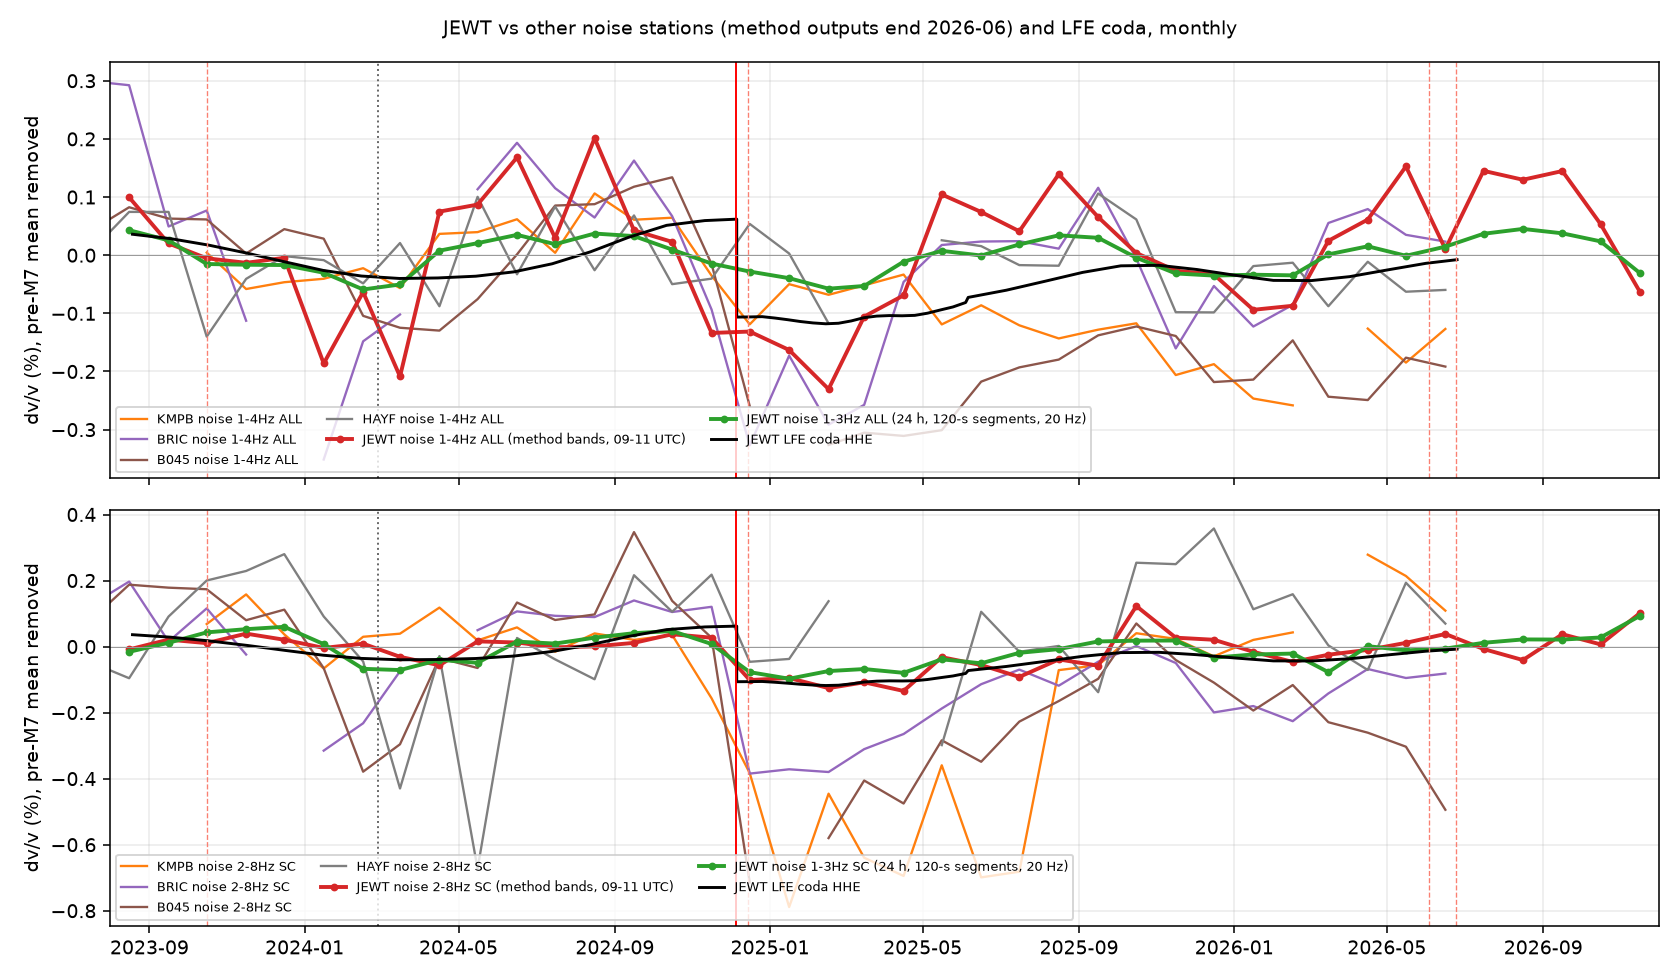 JEWT vs other noise stations (method outputs end 2026-06) and LFE coda, monthly
dv/v (%), pre-M7 mean removed
0.3
0.2
0.1
0.0
−0.1
−0.2
−0.3
KMPB noise 1-4Hz ALL
BRIC noise 1-4Hz ALL
B045 noise 1-4Hz ALL
HAYF noise 1-4Hz ALL
JEWT noise 1-4Hz ALL (method bands, 09-11 UTC)
JEWT noise 1-3Hz ALL (24 h, 120-s segments, 20 Hz)
JEWT LFE coda HHE
dv/v (%), pre-M7 mean removed
0.4
0.2
0.0
−0.2
−0.4
−0.6
−0.8
KMPB noise 2-8Hz SC
BRIC noise 2-8Hz SC
B045 noise 2-8Hz SC
HAYF noise 2-8Hz SC
JEWT noise 2-8Hz SC (method bands, 09-11 UTC)
JEWT noise 1-3Hz SC (24 h, 120-s segments, 20 Hz)
JEWT LFE coda HHE
2023-09 2024-01 2024-05 2024-09 2025-01 2025-05 2025-09 2026-01 2026-05 2026-09